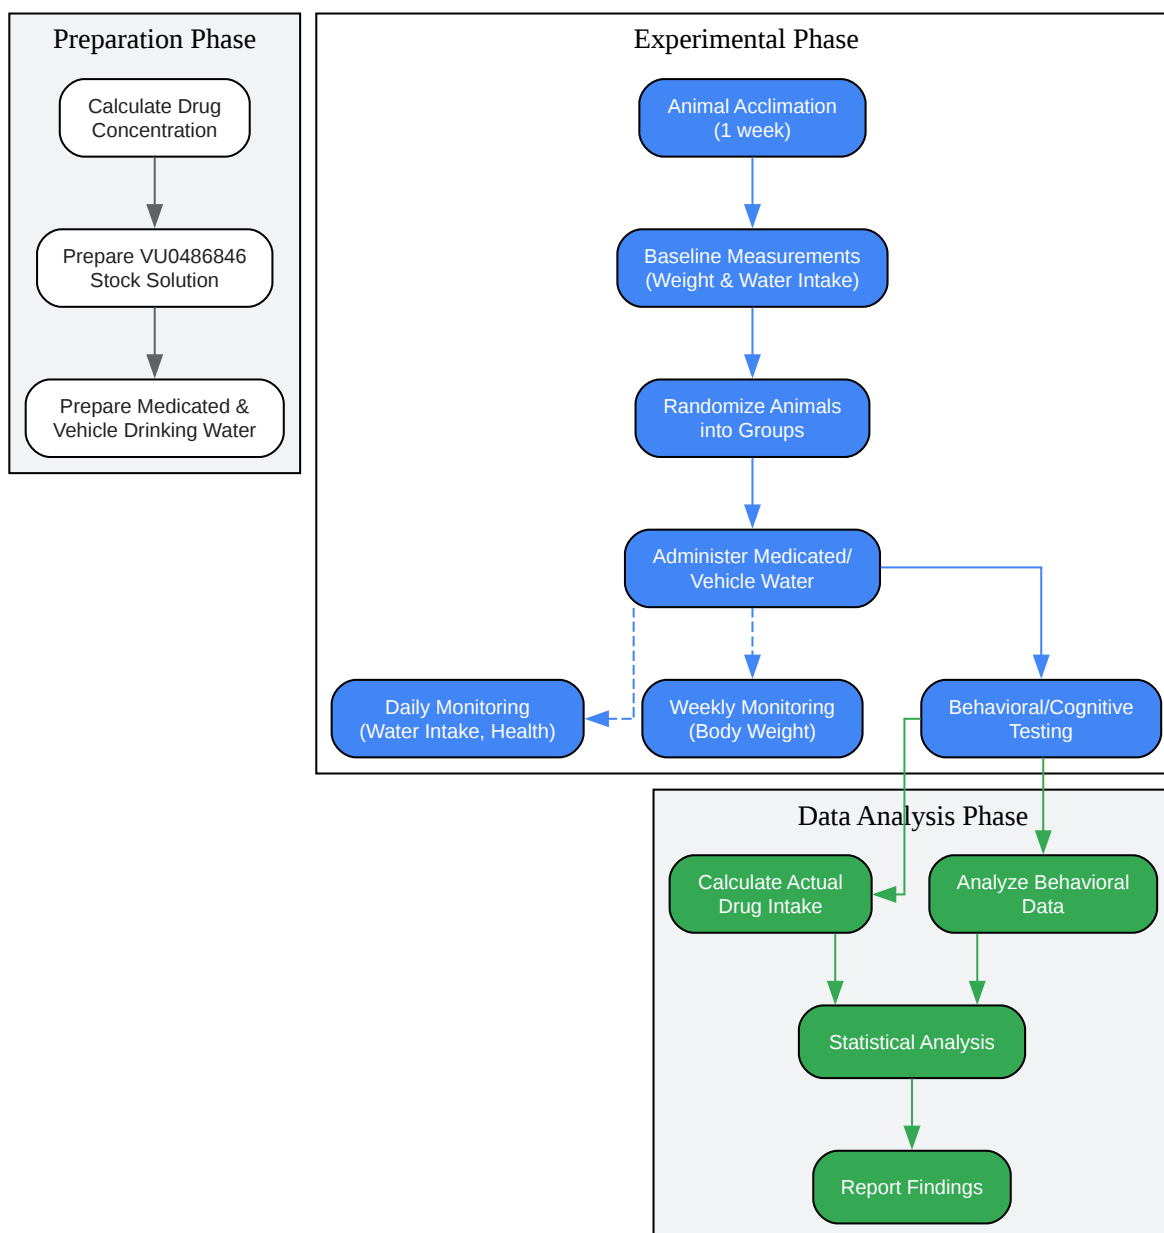 Preparation Phase
Calculate Drug
Concentration
Prepare VU0486846
Stock Solution
Prepare Medicated &
Vehicle Drinking Water
Experimental Phase
Animal Acclimation
(1 week)
Baseline Measurements
(Weight & Water Intake)
Randomize Animals
into Groups
Administer Medicated/
Vehicle Water
Daily Monitoring
(Water Intake, Health)
Weekly Monitoring
(Body Weight)
Behavioral/Cognitive
Testing
Data Analysis Phase
Calculate Actual
Drug Intake
Analyze Behavioral
Data
Statistical Analysis
Report Findings